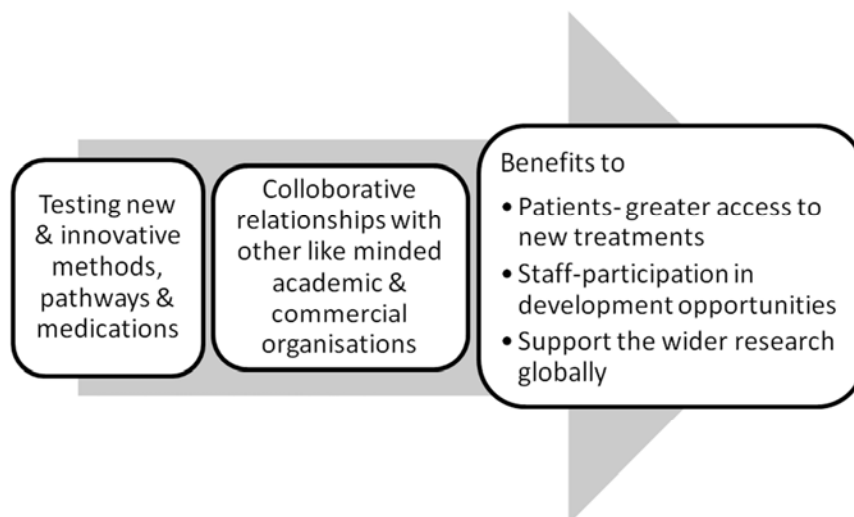 Testing new
& innovative
methods,
pathways &
medications
Colloborative
relationships with
other like minded
academic &
commercial
organisations
Benefits to
• Patients- greater access to
new treatments
• Staff-participation in
development opportunities
• Support the wider research
globally